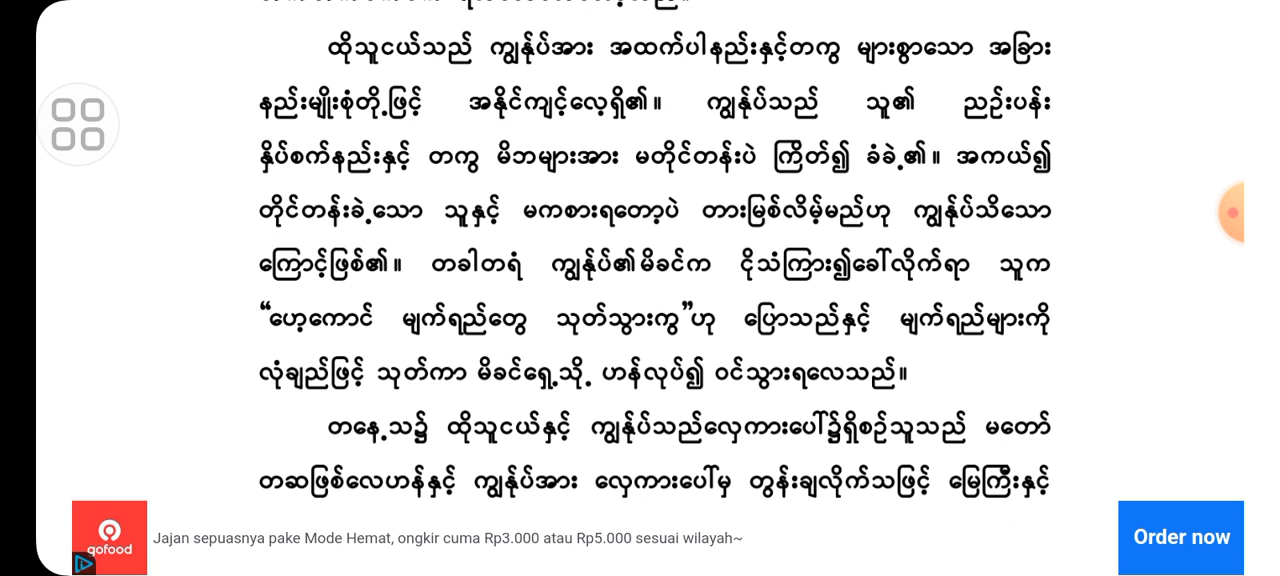 ထိုသူငယ်သည် ကျွန်ုပ်အား အထက်ပါနည်းနှင့်တကွ များစွာသော အခြား
နည်းမျိုးစုံတို့ဖြင့် အနိုင်ကျင့်လေ့ရှိ၏။ ကျွန်ုပ်သည် သူ၏ ညဉ်းပန်း
နှိပ်စက်နည်းနှင့် တကွ မိဘများအား မတိုင်တန်းပဲ ကြိတ်၍ ခံခဲ့၏။ အကယ်၍
တိုင်တန်းခဲ့သော် သူနှင့် မကစားရတော့ပဲ တားမြစ်လိမ့်မည်ဟု ကျွန်ုပ်သိသော
ကြောင့်ဖြစ်၏။ တခါတရံ ကျွန်ုပ်၏မိခင်က ငိုသံကြား၍ခေါ်လိုက်ရာ သူက
“ဟေ့ကောင် မျက်ရည်တွေ သုတ်သွားကွ”ဟု ပြောသည်နှင့် မျက်ရည်များကို
လုံချည်ဖြင့် သုတ်ကာ မိခင်ရှေ့သို့ ဟန်လုပ်၍ ဝင်သွားရလေသည်။
တနေ့သ၌ ထိုသူငယ်နှင့် ကျွန်ုပ်သည်လှေကားပေါ်၌ရှိစဉ်သူသည် မတော်
တဆဖြစ်လေဟန်နှင့် ကျွန်ုပ်အား လှေကားပေါ်မှ တွန်းချလိုက်သဖြင့် မြေကြီးနှင့်
gofood
Jajan sepuasnya pake Mode Hemat, ongkir cuma Rp3.000 atau Rp5.000 sesuai wilayah~
Order now